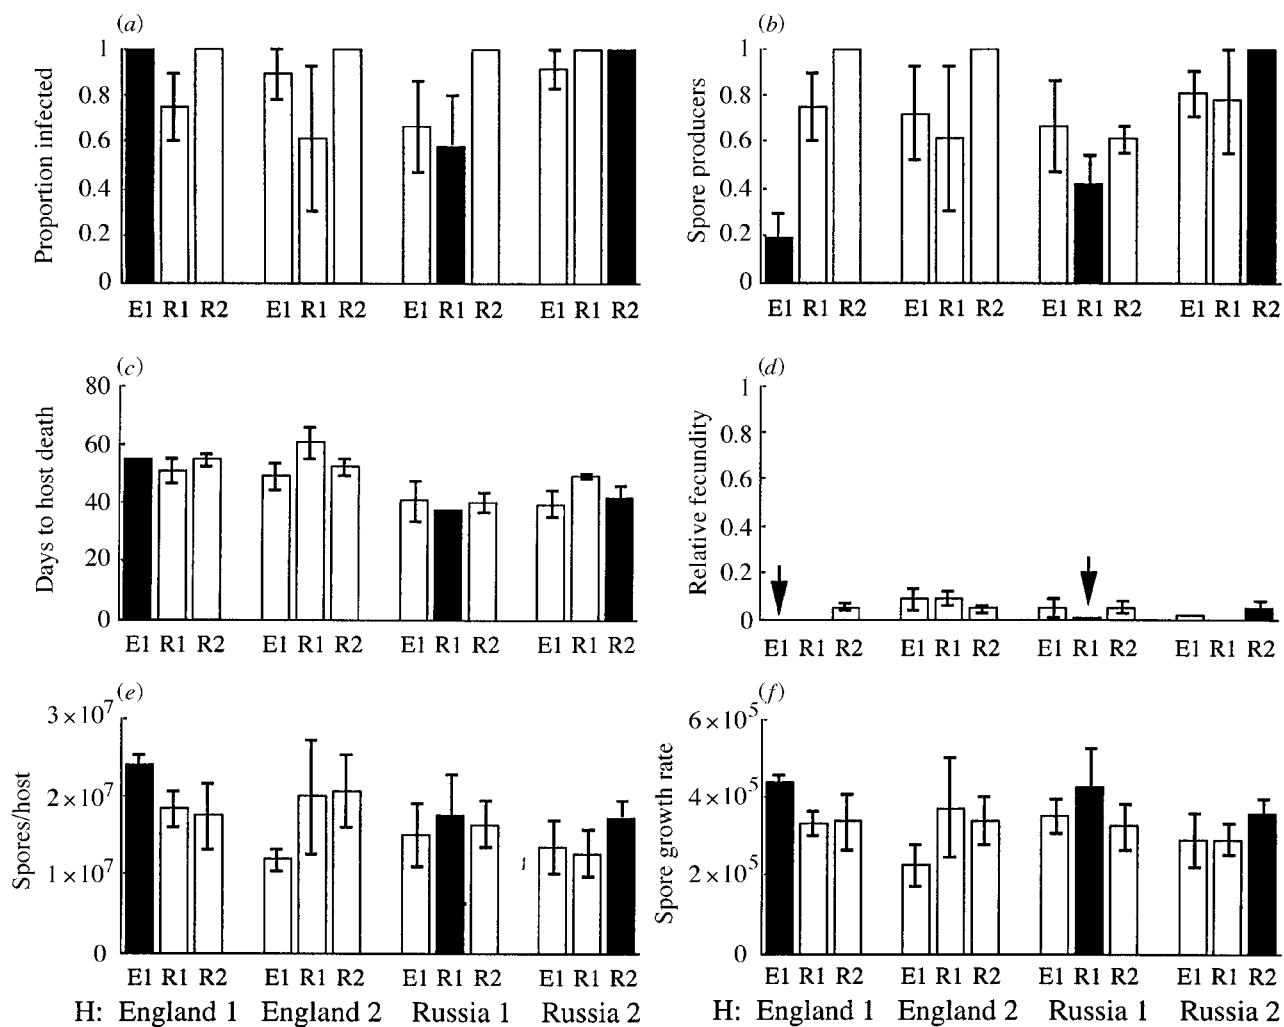 (a)
Proportion infected
1
0.8
0.6
0.4
0.2
0
E1 R1 R2 E1 R1 R2 E1 R1 R2 E1 R1 R2
(b)
Spore producers
1
0.8
0.6
0.4
0.2
0
E1 R1 R2 E1 R1 R2 E1 R1 R2 E1 R1 R2
(c)
Days to host death
80
60
40
20
0
E1 R1 R2 E1 R1 R2 E1 R1 R2 E1 R1 R2
(d)
Relative fecundity
1
0.8
0.6
0.4
0.2
0
E1 R1 R2 E1 R1 R2 E1 R1 R2 E1 R1 R2
(e)
Spores/host
3 × 10⁷
2 × 10⁷
1 × 10⁷
0
E1 R1 R2 E1 R1 R2 E1 R1 R2 E1 R1 R2
H: England 1 England 2 Russia 1 Russia 2
(f)
Spore growth rate
6 × 10⁵
4 × 10⁵
2 × 10⁵
0
E1 R1 R2 E1 R1 R2 E1 R1 R2 E1 R1 R2
H: England 1 England 2 Russia 1 Russia 2